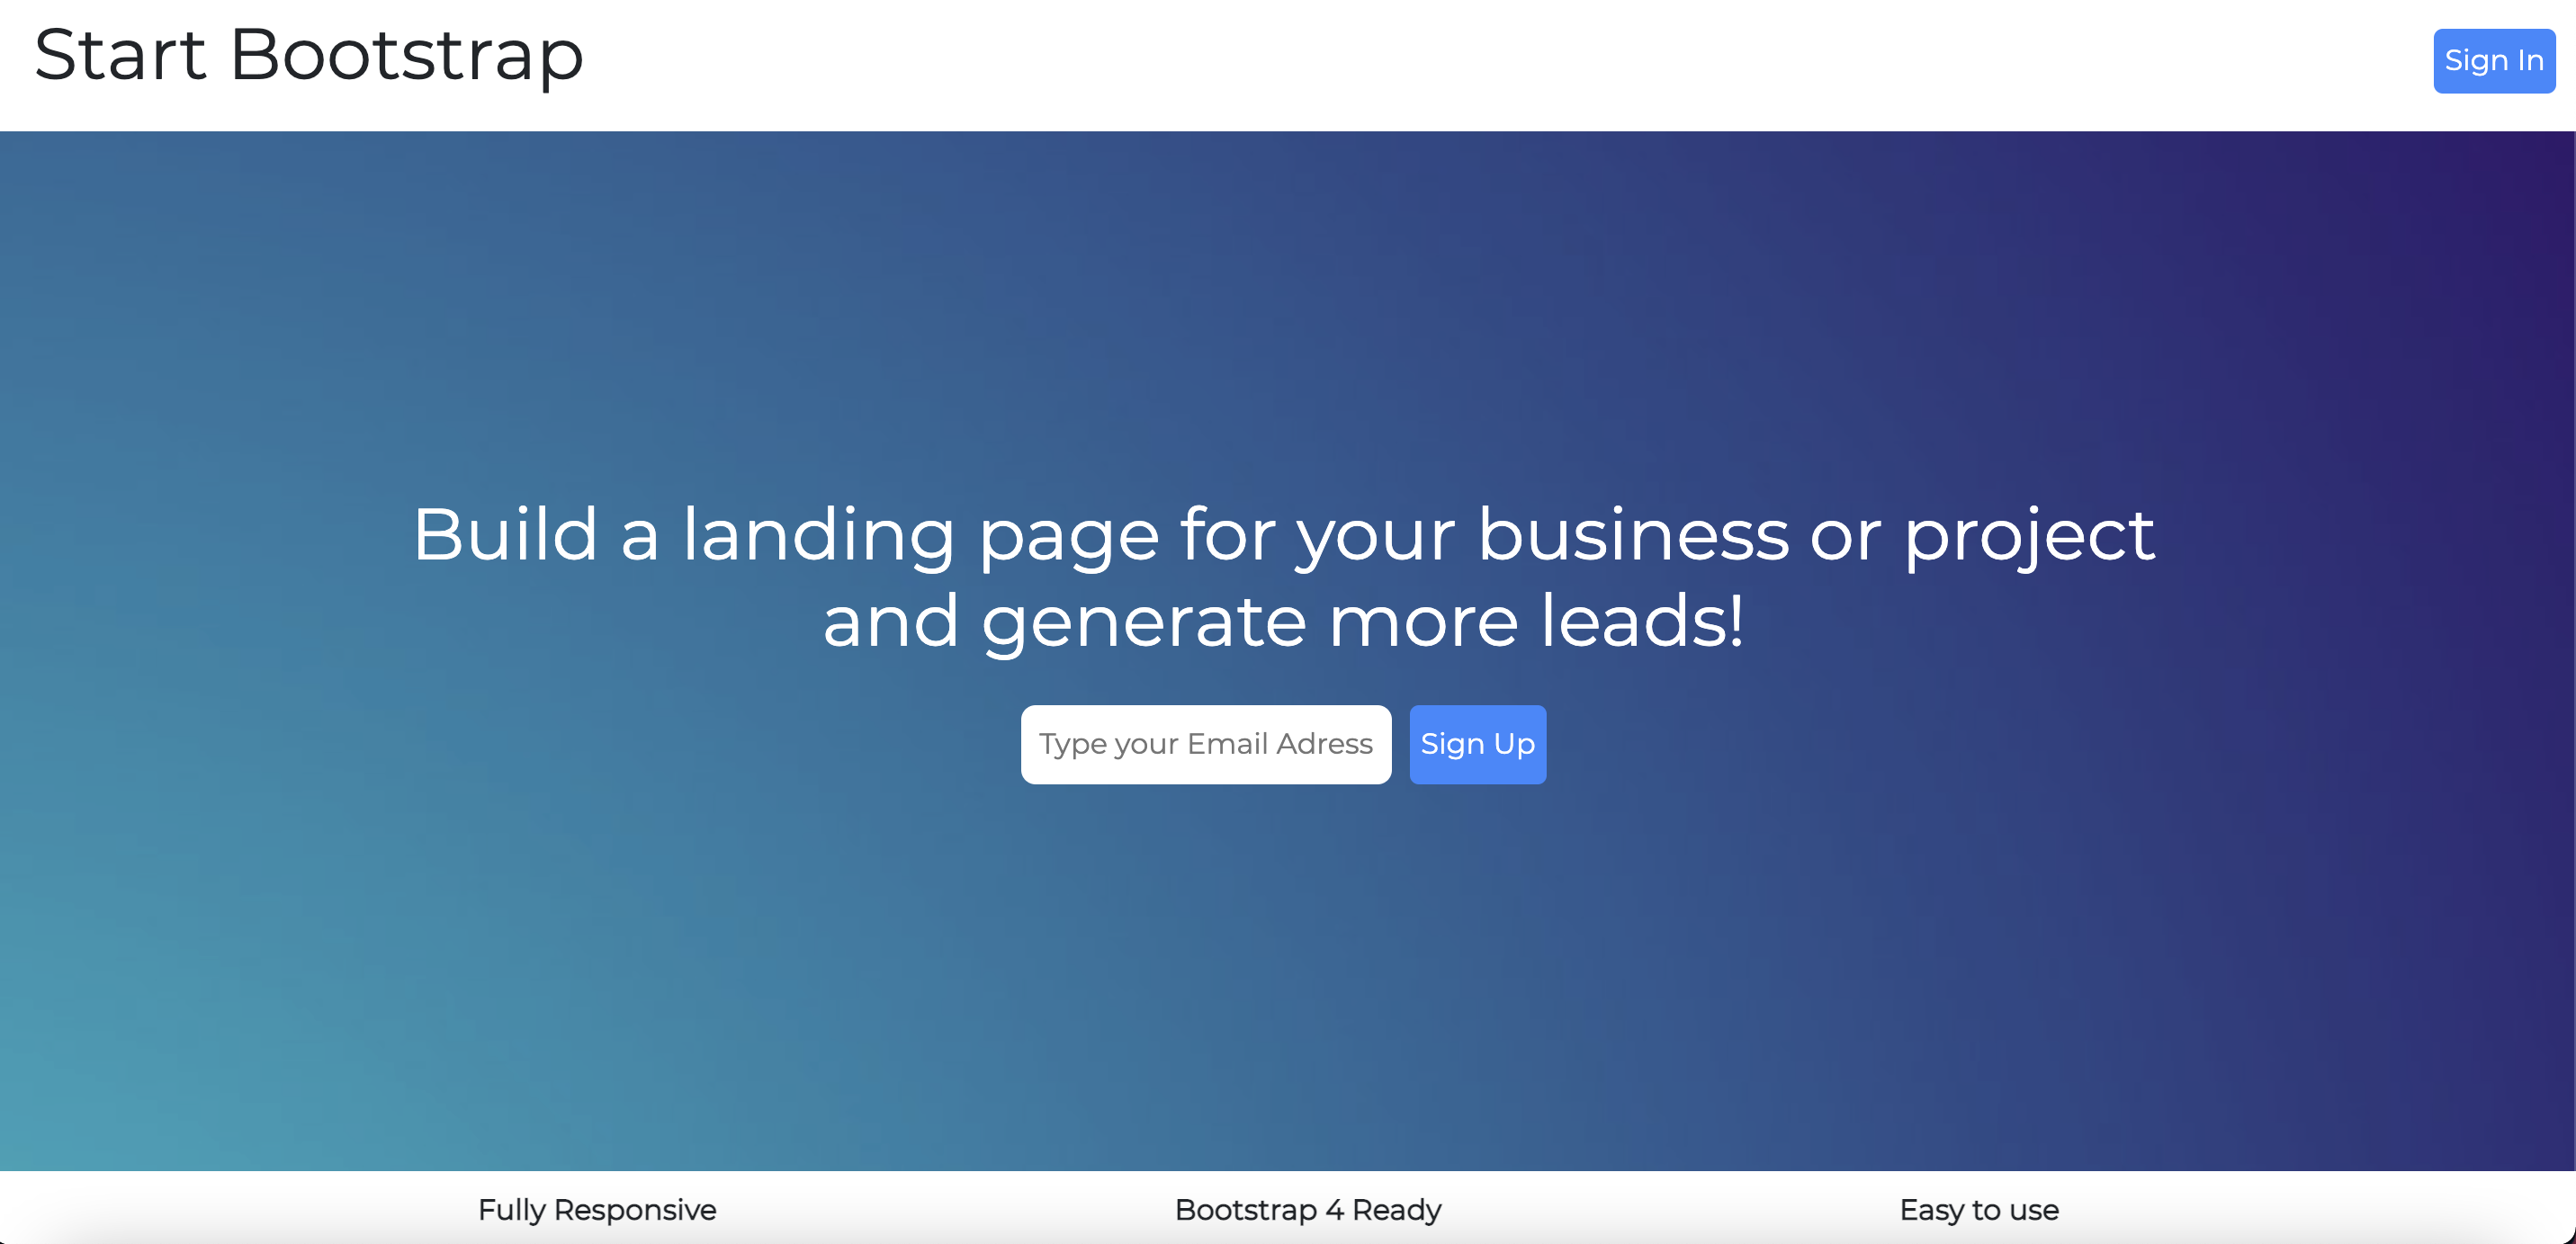 Start Bootstrap
Sign In
Build a landing page for your business or project
and generate more leads!
Type your Email Adress
Sign Up
Fully Responsive
Bootstrap 4 Ready
Easy to use